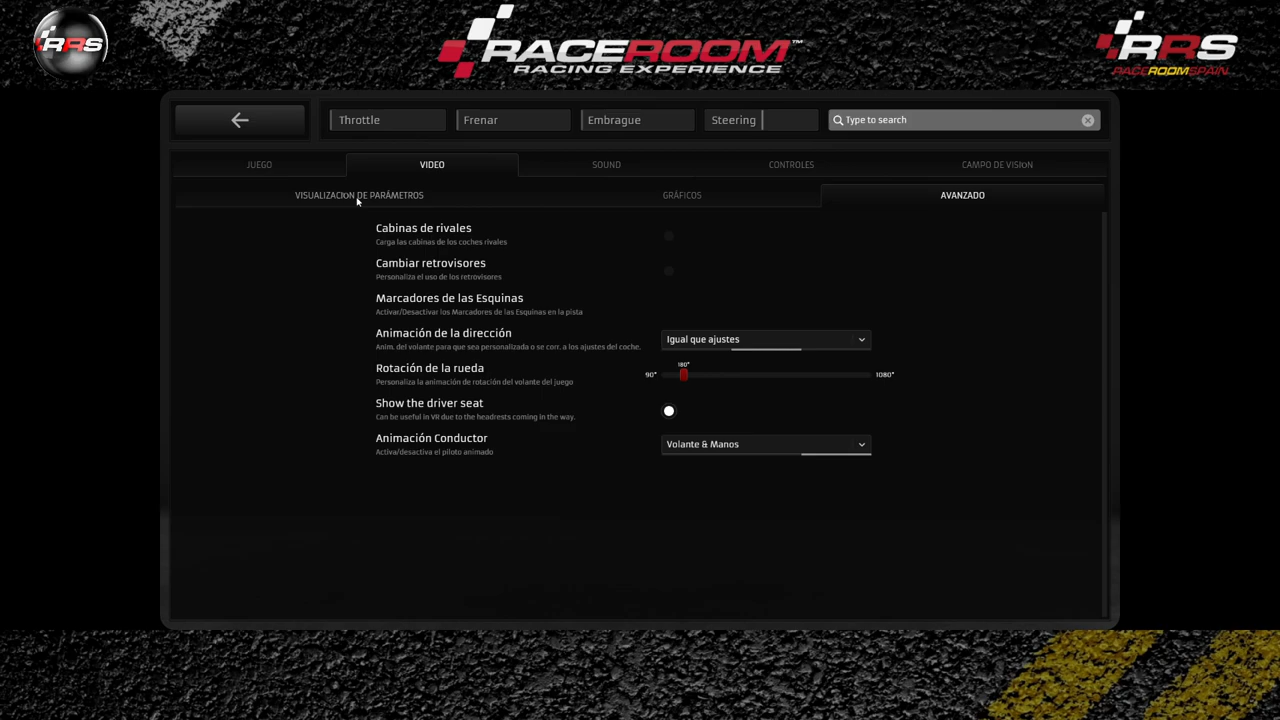 RRS
RACEROOM™
RACING EXPERIENCE
RRS
RACEROOMSPAIN
Throttle
Frenar
Embrague
Steering
Type to search
JUEGO
VIDEO
SOUND
CONTROLES
CAMPO DE VISIóN
VISUALIZACIóN DE PARÁMETROS
GRÁFICOS
AVANZADO
Cabinas de rivales
Carga las cabinas de los coches rivales
Cambiar retrovisores
Personaliza el uso de los retrovisores
Marcadores de las Esquinas
Activar/Desactivar los Marcadores de las Esquinas en la pista
Animación de la dirección
Igual que ajustes
Anim. del volante para que sea personalizada o se corr. a los ajustes del coche.
Rotación de la rueda
180°
90°
1080°
Personaliza la animación de rotación del volante del juego
Show the driver seat
Can be useful in VR due to the headrests coming in the way.
Animación Conductor
Volante & Manos
Activa/desactiva el piloto animado